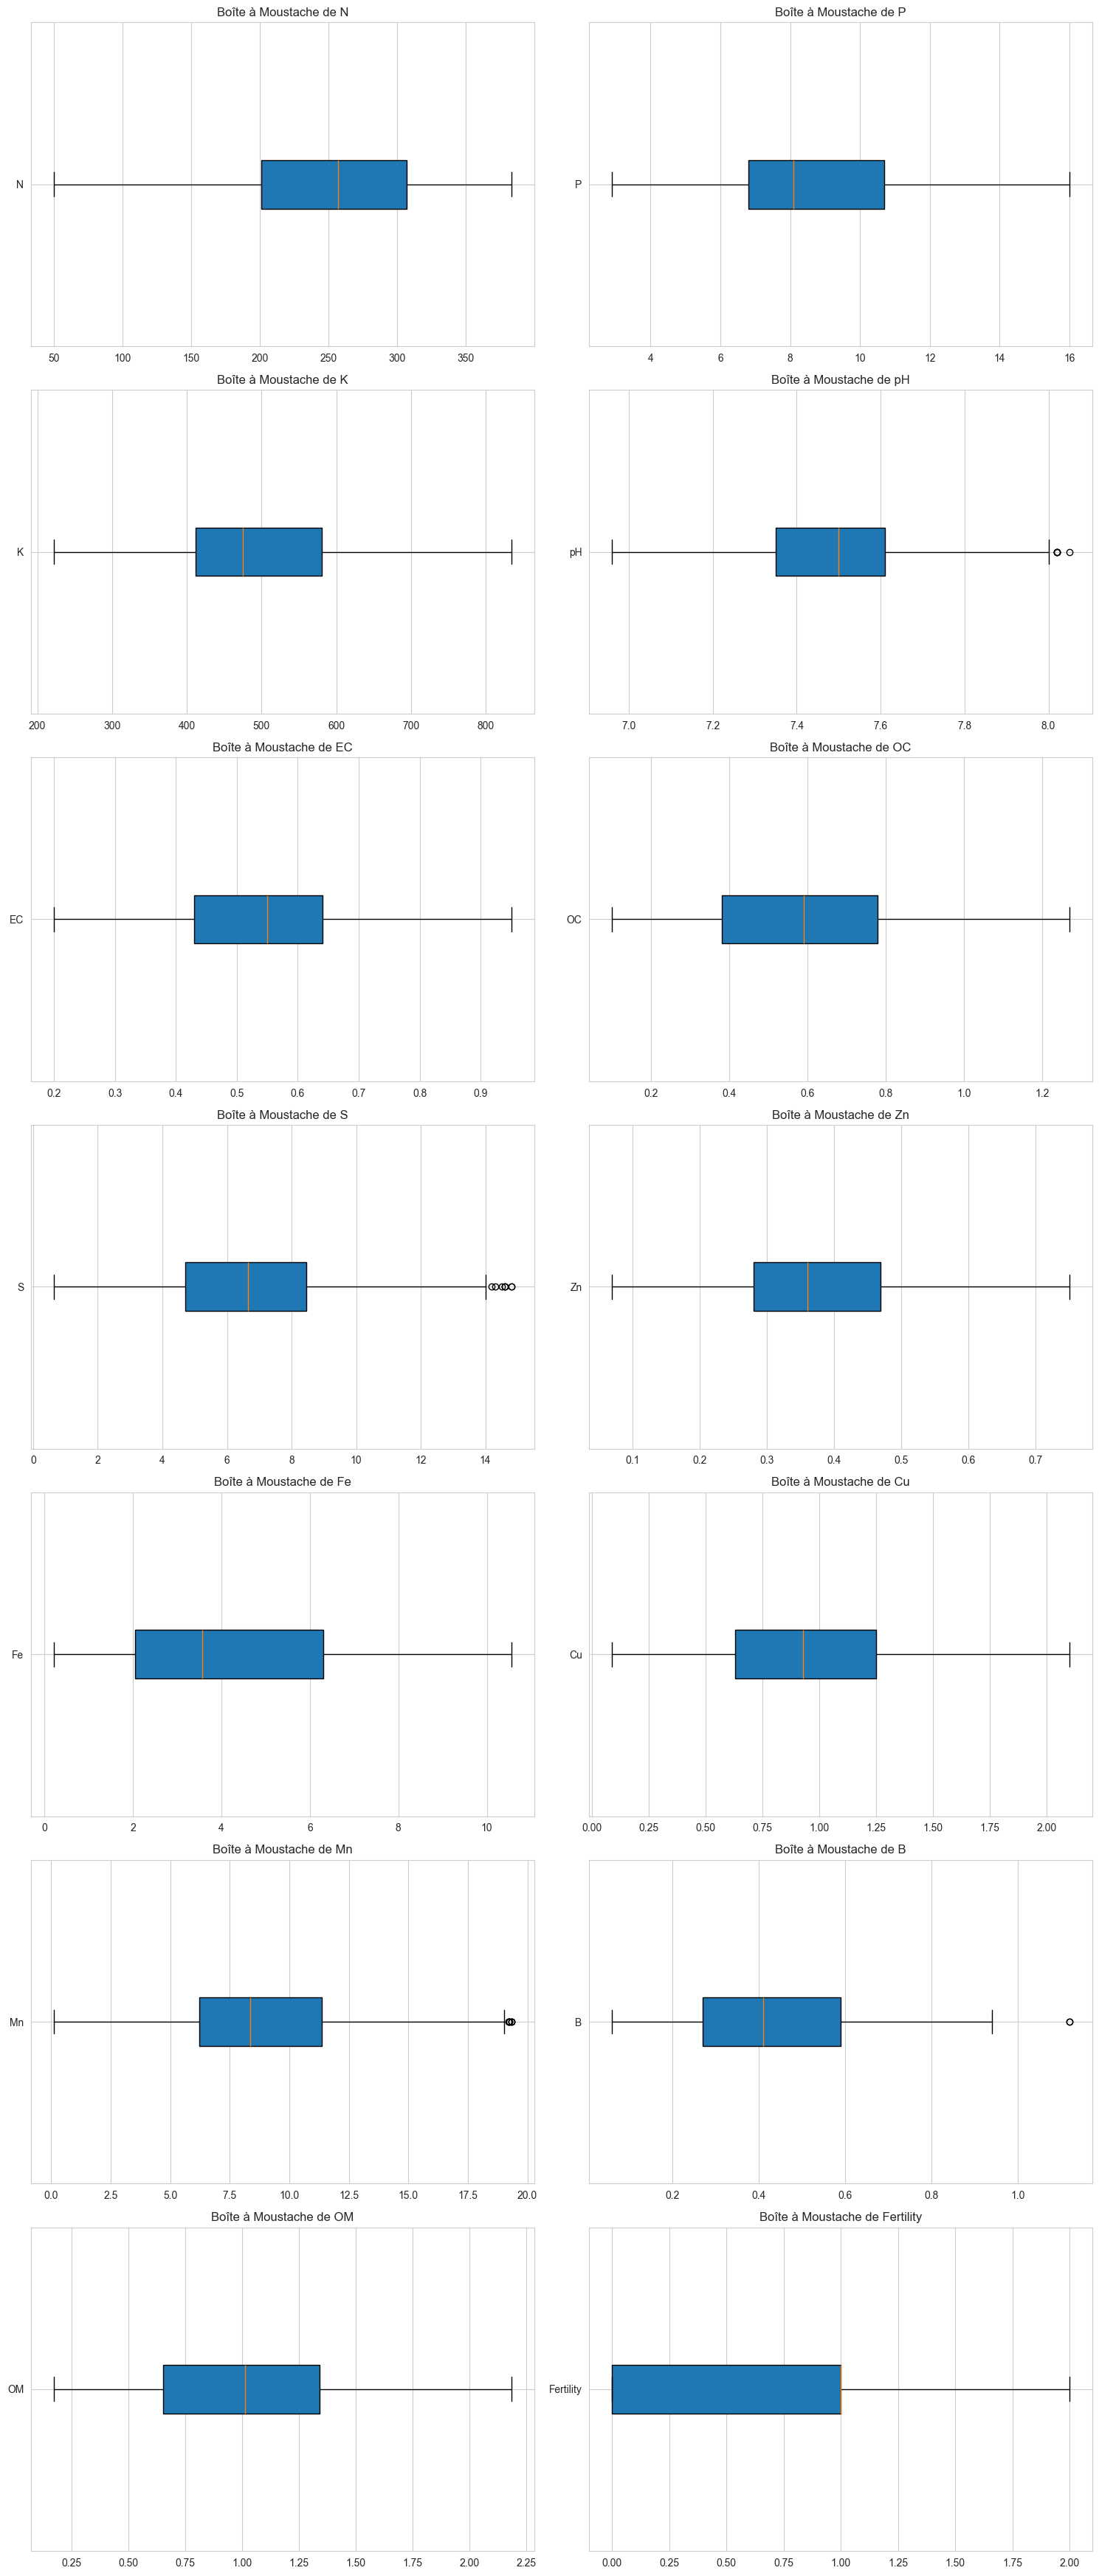 Boîte à Moustache de N
N
50 100 150 200 250 300 350
Boîte à Moustache de P
P
4 6 8 10 12 14 16
Boîte à Moustache de K
K
200 300 400 500 600 700 800
Boîte à Moustache de pH
pH
7.0 7.2 7.4 7.6 7.8 8.0
Boîte à Moustache de EC
EC
0.2 0.3 0.4 0.5 0.6 0.7 0.8 0.9
Boîte à Moustache de OC
OC
0.2 0.4 0.6 0.8 1.0 1.2
Boîte à Moustache de S
S
0 2 4 6 8 10 12 14
Boîte à Moustache de Zn
Zn
0.1 0.2 0.3 0.4 0.5 0.6 0.7
Boîte à Moustache de Fe
Fe
0 2 4 6 8 10
Boîte à Moustache de Cu
Cu
0.00 0.25 0.50 0.75 1.00 1.25 1.50 1.75 2.00
Boîte à Moustache de Mn
Mn
0.0 2.5 5.0 7.5 10.0 12.5 15.0 17.5 20.0
Boîte à Moustache de B
B
0.2 0.4 0.6 0.8 1.0
Boîte à Moustache de OM
OM
0.25 0.50 0.75 1.00 1.25 1.50 1.75 2.00 2.25
Boîte à Moustache de Fertility
Fertility
0.00 0.25 0.50 0.75 1.00 1.25 1.50 1.75 2.00